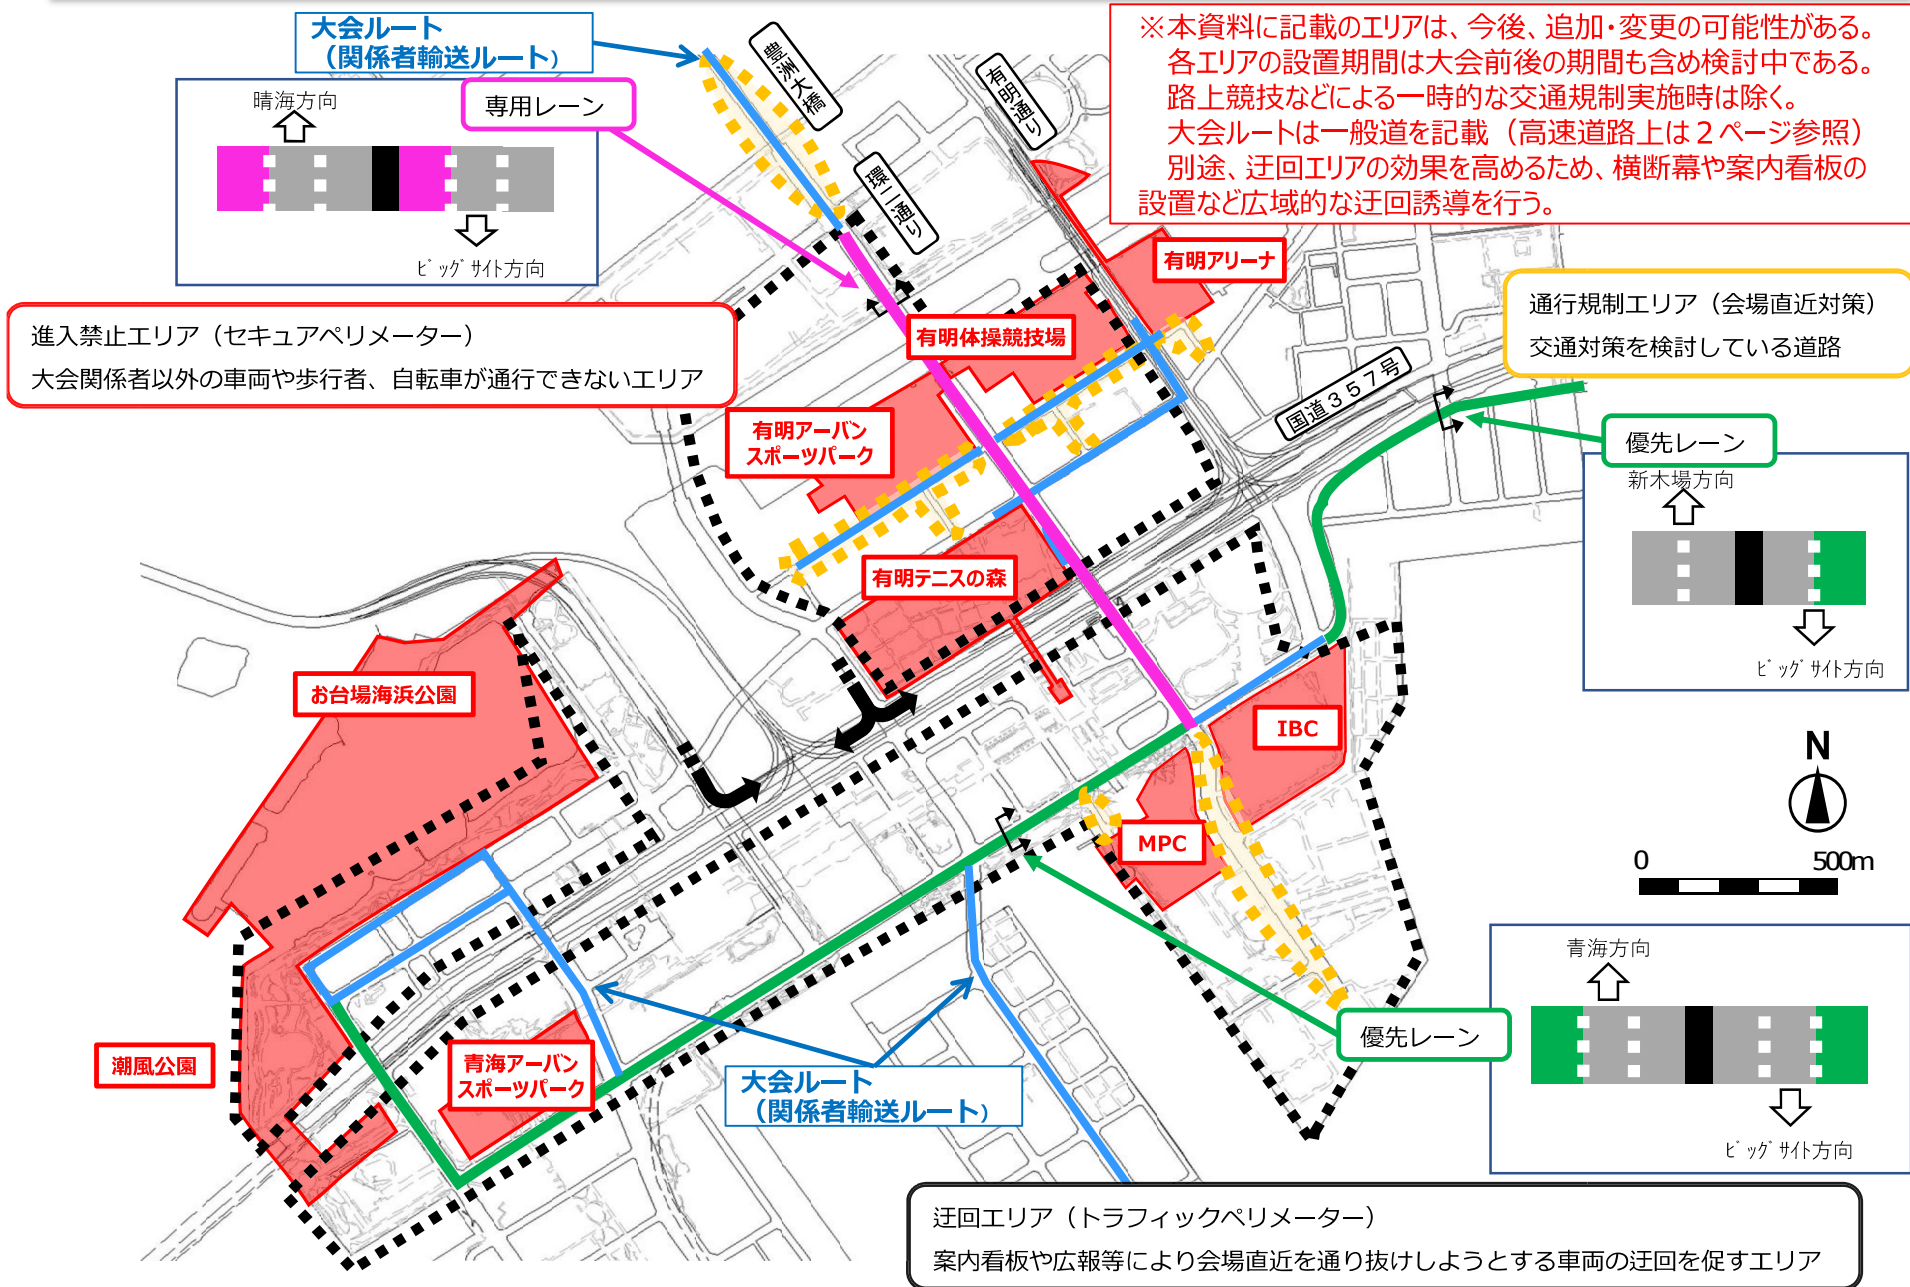 大会ルート
（関係者輸送ルート）
※本資料に記載のエリアは、今後、追加・変更の可能性がある。
各エリアの設置期間は大会前後の期間も含め検討中である。
路上競技などによる一時的な交通規制実施時は除く。
大会ルートは一般道を記載（高速道路上は２ページ参照）
別途、迂回エリアの効果を高めるため、横断幕や案内看板の
設置など広域的な迂回誘導を行う。
豊洲大橋
有明通り
環二通り
晴海方向
専用レーン
ﾋﾞｯｸﾞｻｲﾄ方向
有明アリーナ
進入禁止エリア（セキュアペリメーター）
大会関係者以外の車両や歩行者、自転車が通行できないエリア
有明体操競技場
通行規制エリア（会場直近対策）
交通対策を検討している道路
国道３５７号
有明アーバン
スポーツパーク
優先レーン
新木場方向
ﾋﾞｯｸﾞｻｲﾄ方向
有明テニスの森
お台場海浜公園
IBC
MPC
N
0 500m
潮風公園
青海アーバン
スポーツパーク
大会ルート
（関係者輸送ルート）
優先レーン
青海方向
ﾋﾞｯｸﾞｻｲﾄ方向
迂回エリア（トラフィックペリメーター）
案内看板や広報等により会場直近を通り抜けしようとする車両の迂回を促すエリア